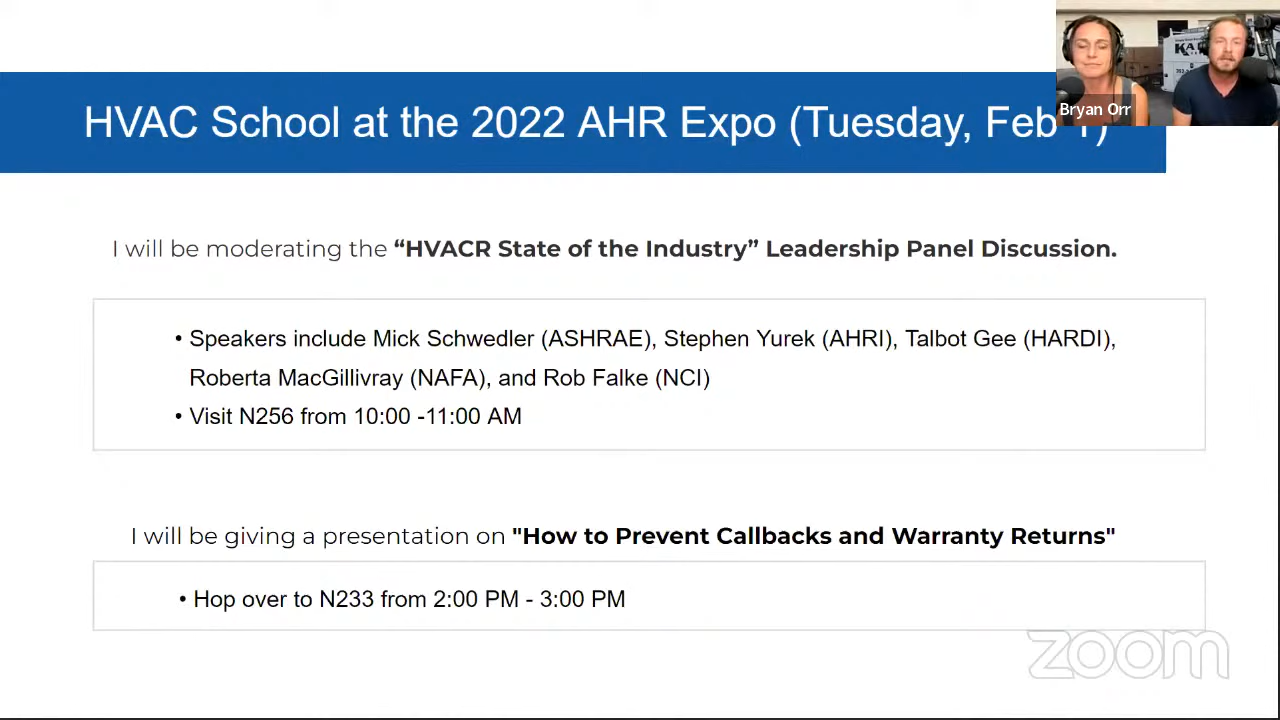 HVAC School at the 2022 AHR Expo (Tuesday, Feb 1)
Bryan Orr
I will be moderating the “HVACR State of the Industry” Leadership Panel Discussion.
• Speakers include Mick Schwedler (ASHRAE), Stephen Yurek (AHRI), Talbot Gee (HARDI),
Roberta MacGillivray (NAFA), and Rob Falke (NCI)
• Visit N256 from 10:00 -11:00 AM
I will be giving a presentation on "How to Prevent Callbacks and Warranty Returns"
• Hop over to N233 from 2:00 PM - 3:00 PM
zoom